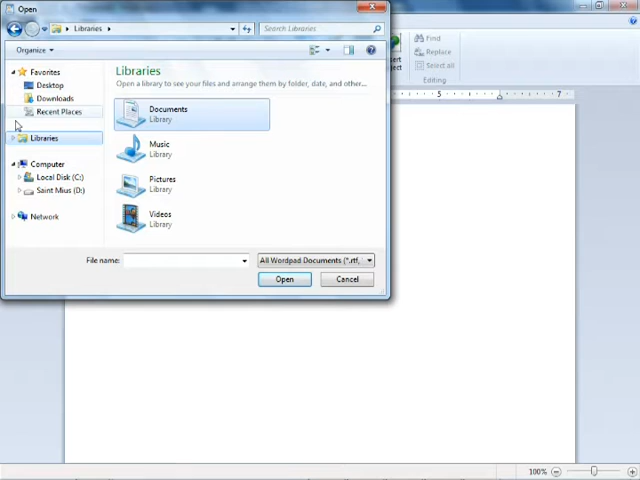 Open
Libraries
Search Libraries
Organize
Favorites
Desktop
Downloads
Recent Places
Libraries
Computer
Local Disk (C:)
Saint Mius (D:)
Network
Libraries
Open a library to see your files and arrange them by folder, date, and other...
Documents
Library
Music
Library
Pictures
Library
Videos
Library
File name:
All Wordpad Documents (*.rtf,
Open
Cancel
Find
Replace
Select all
Editing
5
7
100%